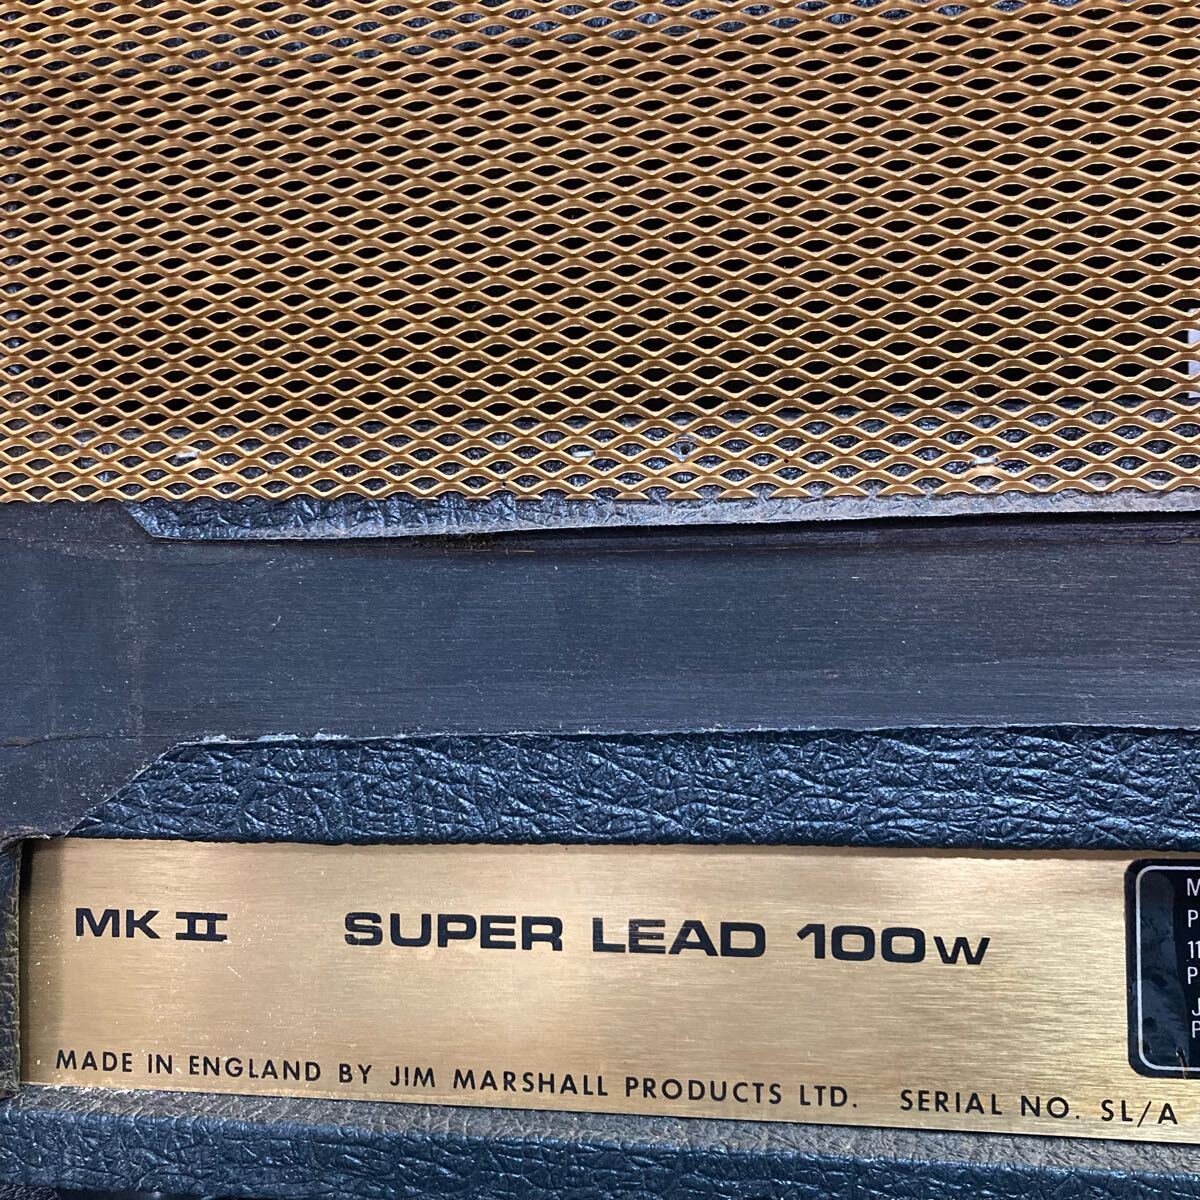 MK II SUPER LEAD 100W
MADE IN ENGLAND BY JIM MARSHALL PRODUCTS LTD. SERIAL NO. SL/A